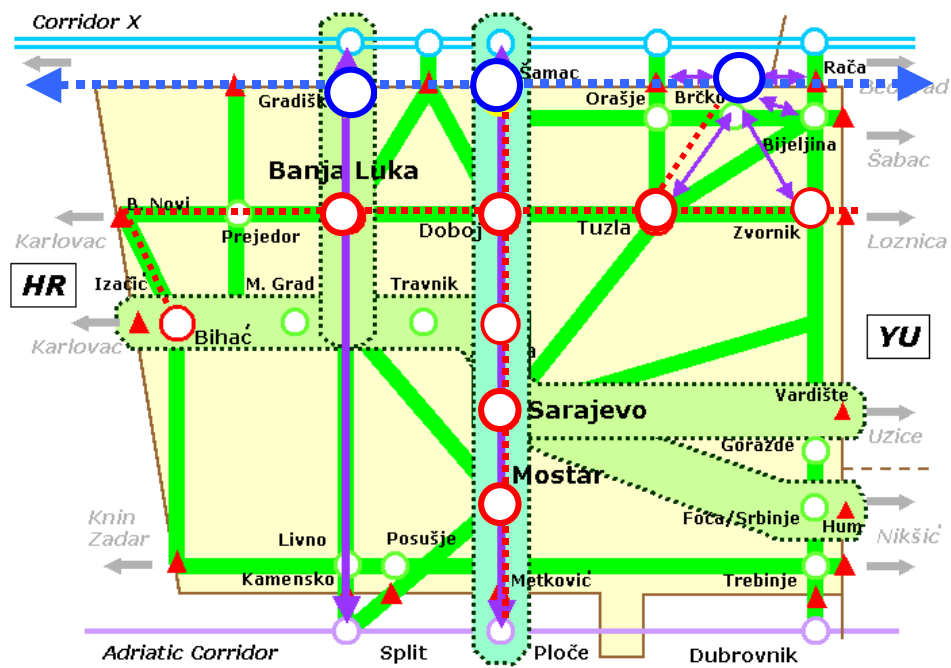 Corridor X
Rača
Šamac
Gradišk
Orašje
Brčko
Beograd
Bijeljina
Šabac
Banja Luka
B. Novi
Prejedor
Doboj
Tuzla
Zvornik
Karlovac
Loznica
HR
Izačić
M. Grad
Travnik
Karlovac
Bihać
a
YU
Vardište
Sarajevo
Uzice
Goražde
Mostar
Knin
Zadar
Foča/Srbinje
Hum
Nikšić
Livno
Posušje
Kamensko
Metković
Trebinje
Adriatic Corridor
Split
Ploče
Dubrovnik